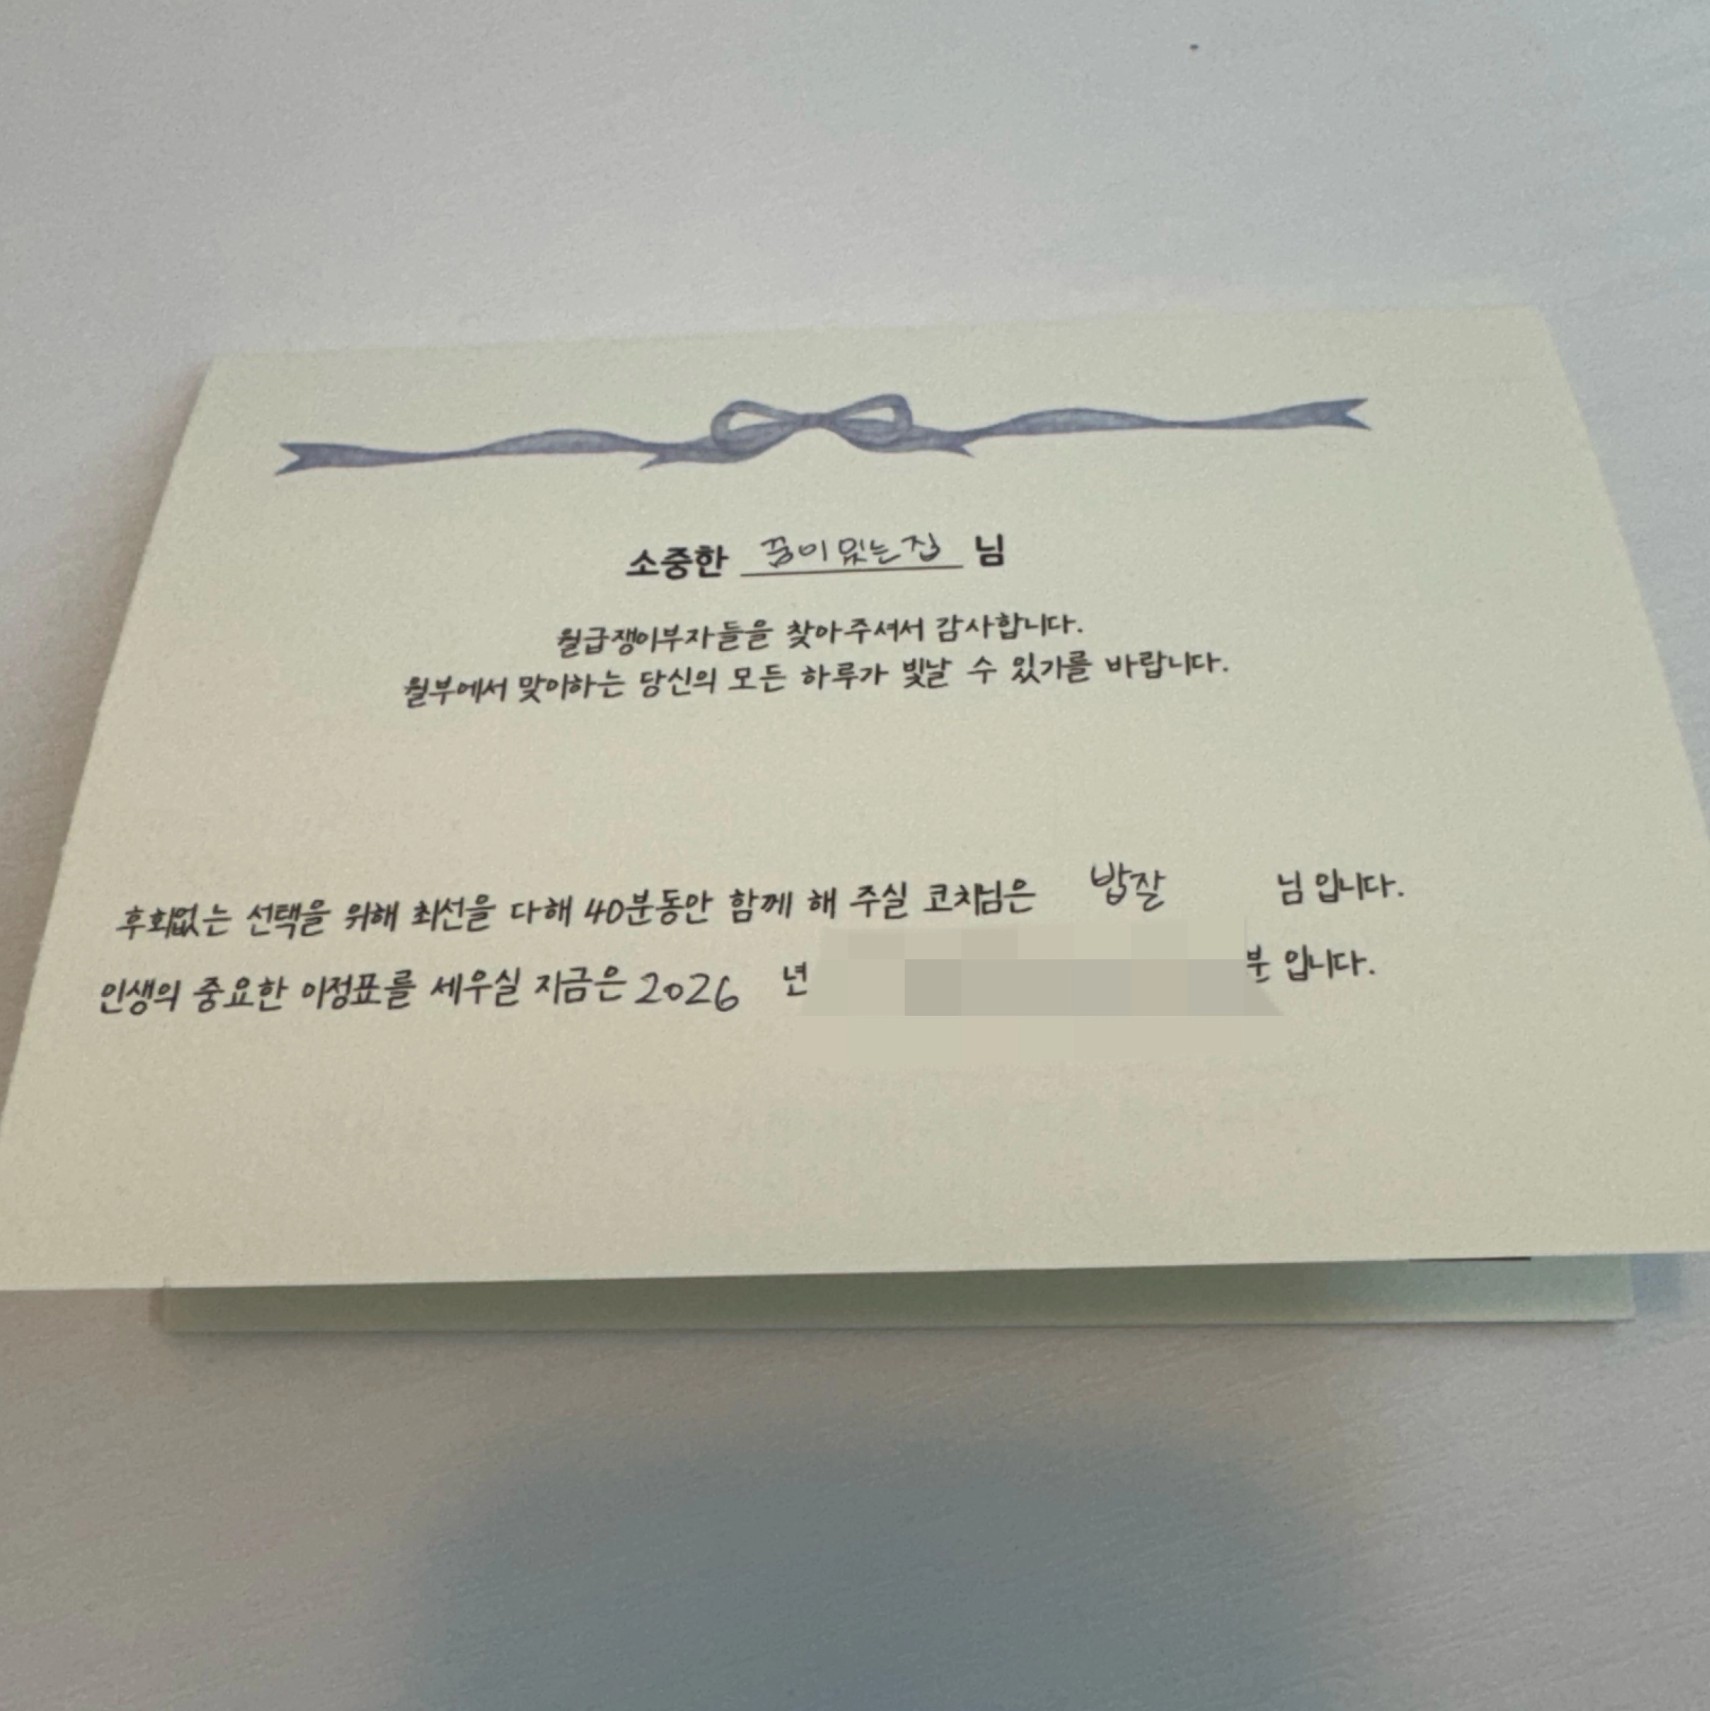 소중한 꿈이있는집 님
월급쟁이부자들을 찾아주셔서 감사합니다.
월부에서 맞이하는 당신의 모든 하루가 빛날 수 있기를 바랍니다.
후회없는 선택을 위해 최선을 다해 40분동안 함께 해 주실 코치님은 밥잘 님 입니다.
인생의 중요한 이정표를 세우실 지금은 2026 년 분 입니다.